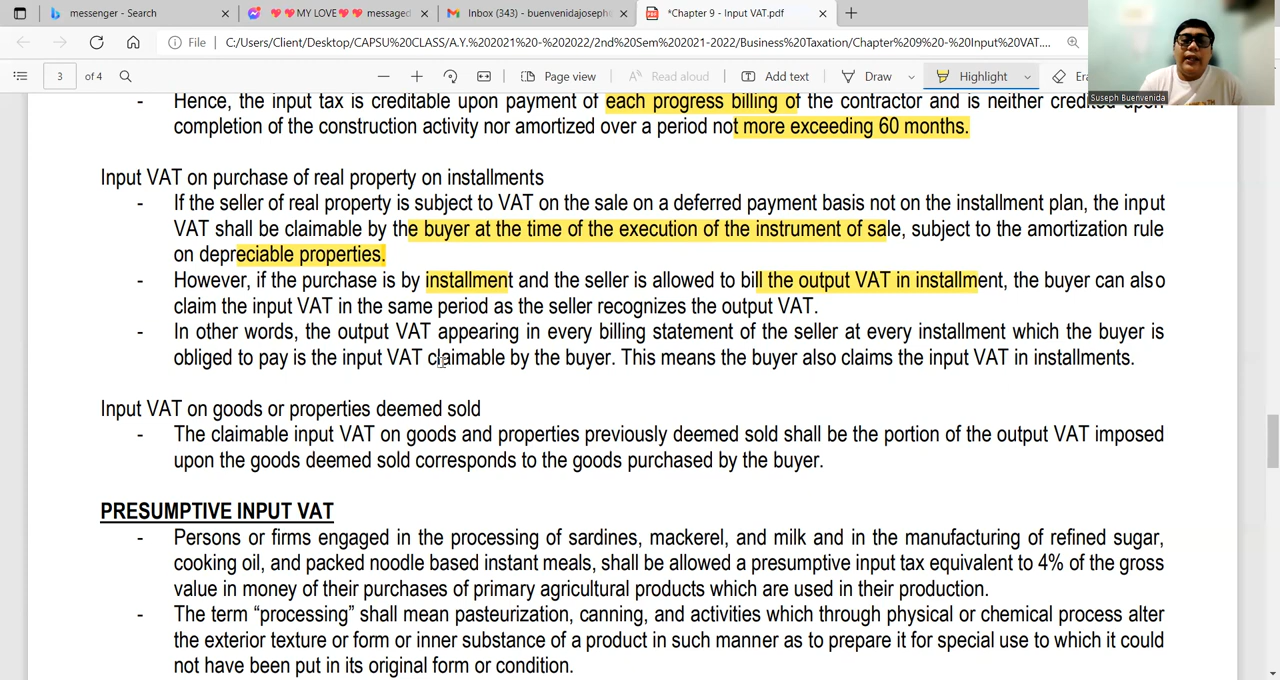 messenger - Search
❤️❤️MY LOVE❤️❤️ messaged
Inbox (343) - buenvenidajosephi
*Chapter 9 - Input VAT.pdf
File
C:/Users/Client/Desktop/CAPSU%20CLASS/A.Y.%202021%20-%202022/2nd%20Sem%202021-2022/Business%20Taxation/Chapter%209%20-%20Input%20VAT....
3 of 4
Page view
Read aloud
Add text
Draw
Highlight
Suseph Buenvenida
- Hence, the input tax is creditable upon payment of each progress billing of the contractor and is neither credited upon
completion of the construction activity nor amortized over a period not more exceeding 60 months.
Input VAT on purchase of real property on installments
- If the seller of real property is subject to VAT on the sale on a deferred payment basis not on the installment plan, the input
VAT shall be claimable by the buyer at the time of the execution of the instrument of sale, subject to the amortization rule
on depreciable properties.
- However, if the purchase is by installment and the seller is allowed to bill the output VAT in installment, the buyer can also
claim the input VAT in the same period as the seller recognizes the output VAT.
- In other words, the output VAT appearing in every billing statement of the seller at every installment which the buyer is
obliged to pay is the input VAT claimable by the buyer. This means the buyer also claims the input VAT in installments.
Input VAT on goods or properties deemed sold
- The claimable input VAT on goods and properties previously deemed sold shall be the portion of the output VAT imposed
upon the goods deemed sold corresponds to the goods purchased by the buyer.
PRESUMPTIVE INPUT VAT
- Persons or firms engaged in the processing of sardines, mackerel, and milk and in the manufacturing of refined sugar,
cooking oil, and packed noodle based instant meals, shall be allowed a presumptive input tax equivalent to 4% of the gross
value in money of their purchases of primary agricultural products which are used in their production.
- The term “processing” shall mean pasteurization, canning, and activities which through physical or chemical process alter
the exterior texture or form or inner substance of a product in such manner as to prepare it for special use to which it could
not have been put in its original form or condition.